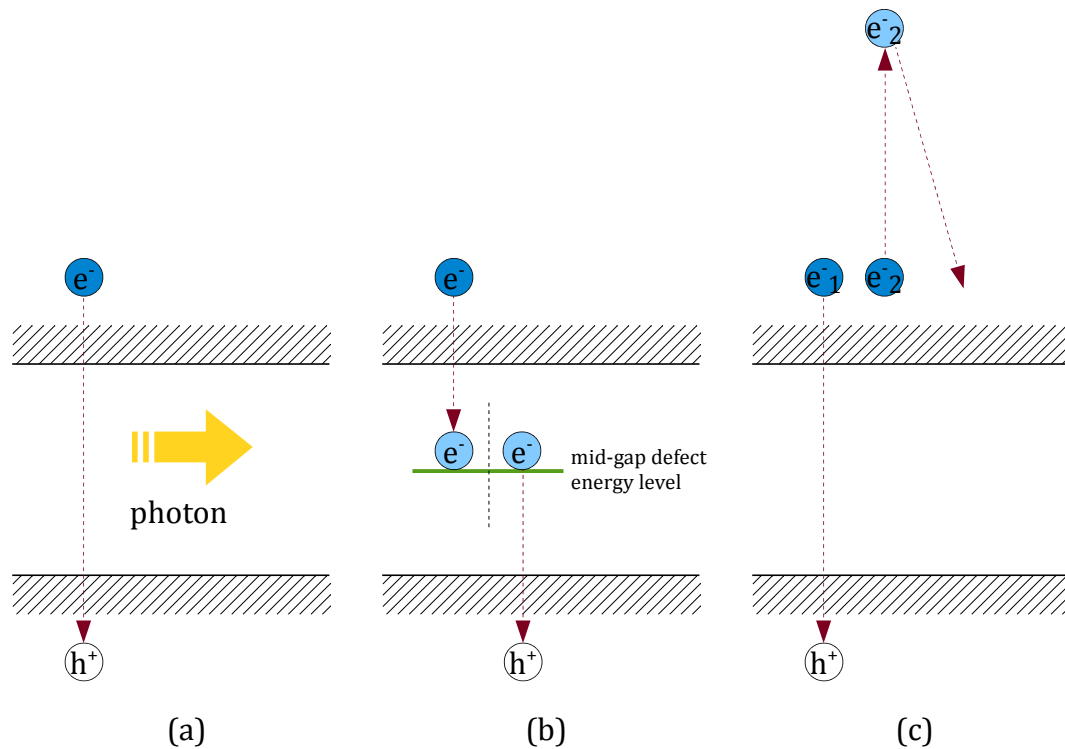 e⁻₂
e⁻
e⁻
e⁻₁
e⁻₂
e⁻
e⁻
mid-gap defect
energy level
photon
h⁺
h⁺
h⁺
(a)
(b)
(c)